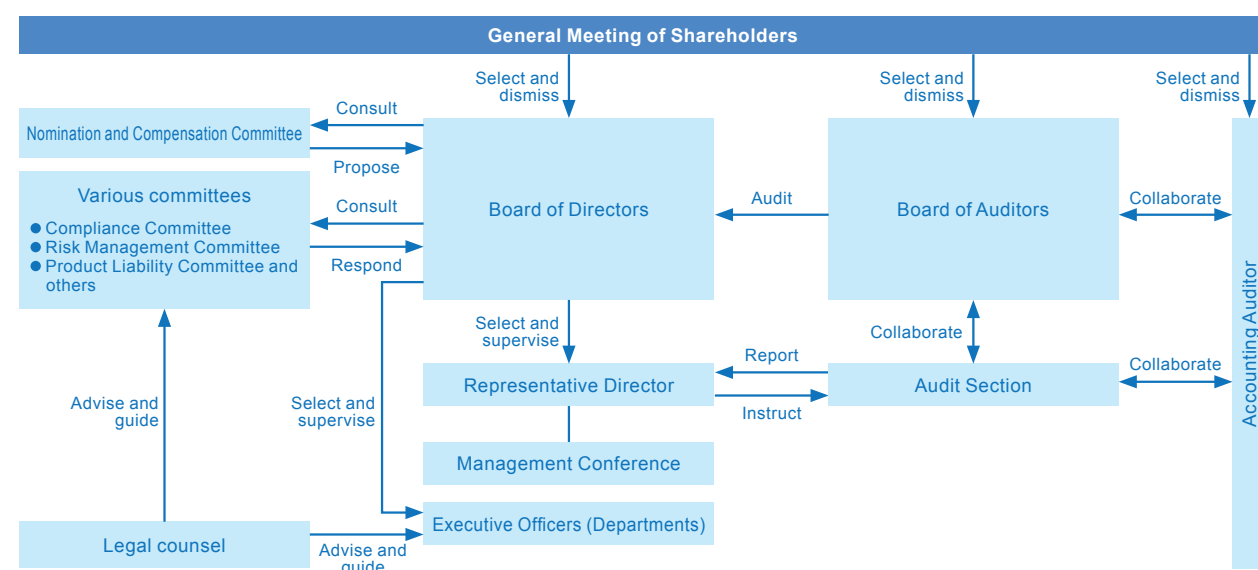 General Meeting of Shareholders
Select and
dismiss
Select and
dismiss
Select and
dismiss
Nomination and Compensation Committee
Consult
Propose
Various committees
● Compliance Committee
● Risk Management Committee
● Product Liability Committee and
others
Consult
Respond
Board of Directors
Audit
Board of Auditors
Collaborate
Accounting Auditor
Select and
supervise
Collaborate
Representative Director
Report
Instruct
Audit Section
Collaborate
Advise and
guide
Select and
supervise
Management Conference
Executive Officers (Departments)
Legal counsel
Advise and
guide